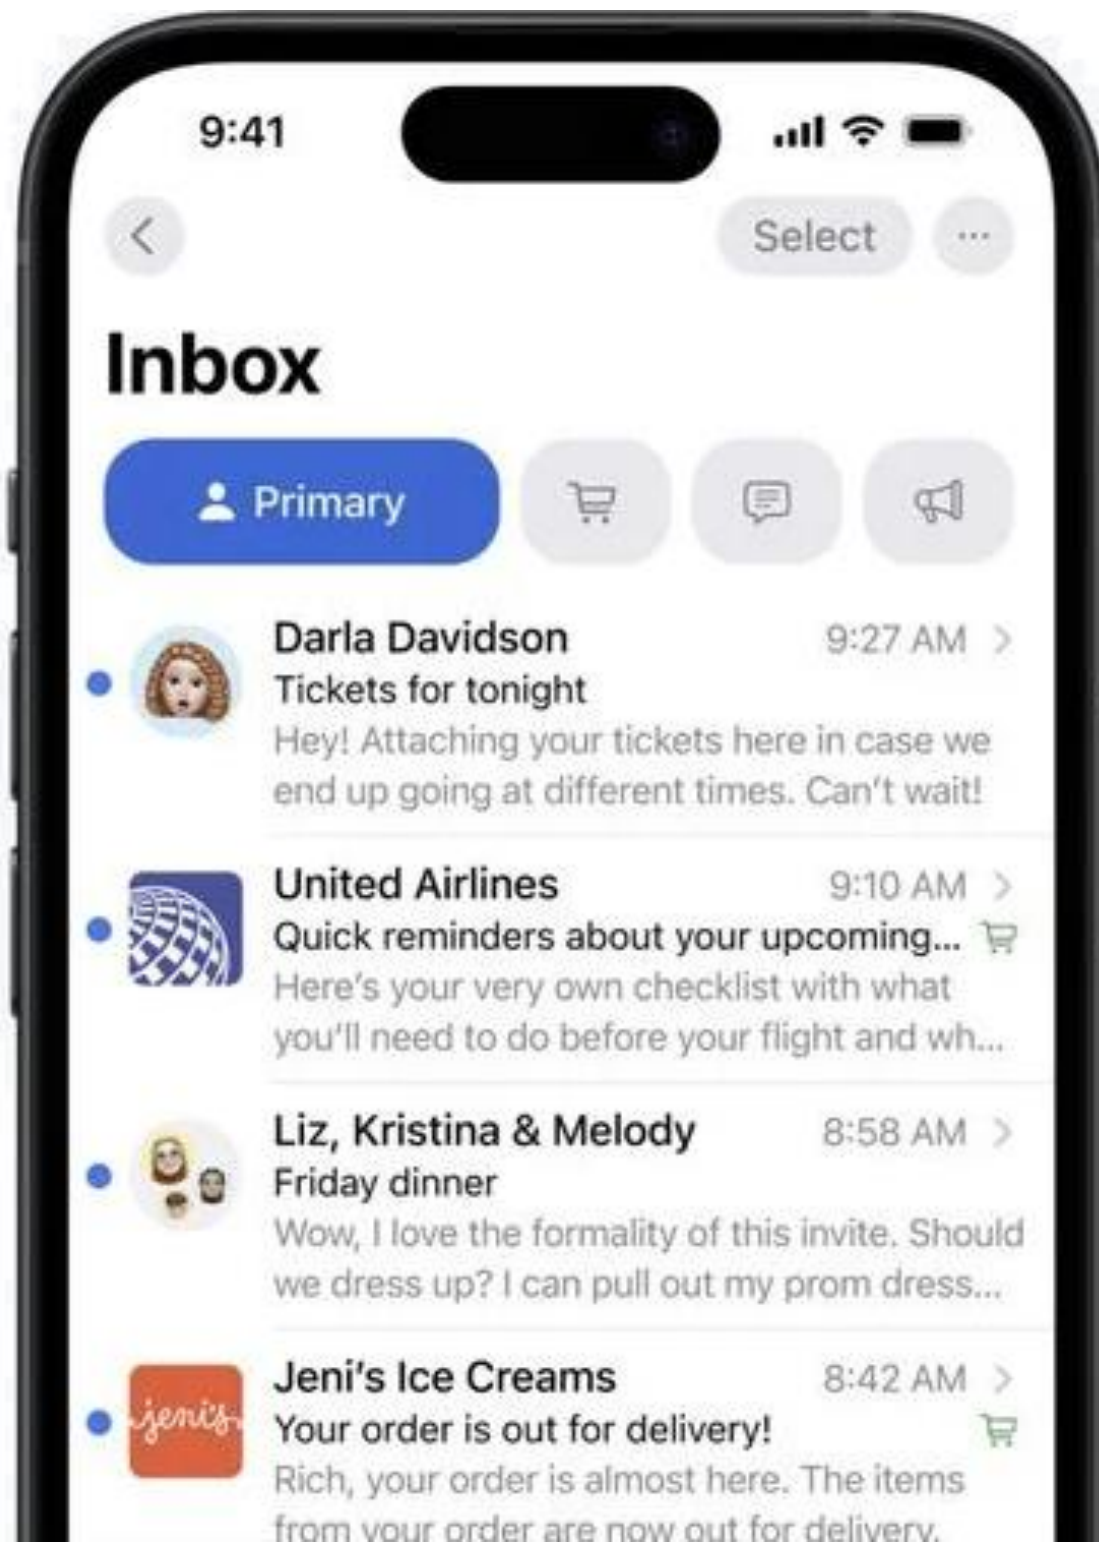 9:41
Select
Inbox
Primary
Darla Davidson 9:27 AM
Tickets for tonight
Hey! Attaching your tickets here in case we
end up going at different times. Can't wait!
United Airlines 9:10 AM
Quick reminders about your upcoming...
Here's your very own checklist with what
you'll need to do before your flight and wh...
Liz, Kristina & Melody 8:58 AM
Friday dinner
Wow, I love the formality of this invite. Should
we dress up? I can pull out my prom dress...
jeni's
Jeni's Ice Creams 8:42 AM
Your order is out for delivery!
Rich, your order is almost here. The items
from your order are now out for delivery.